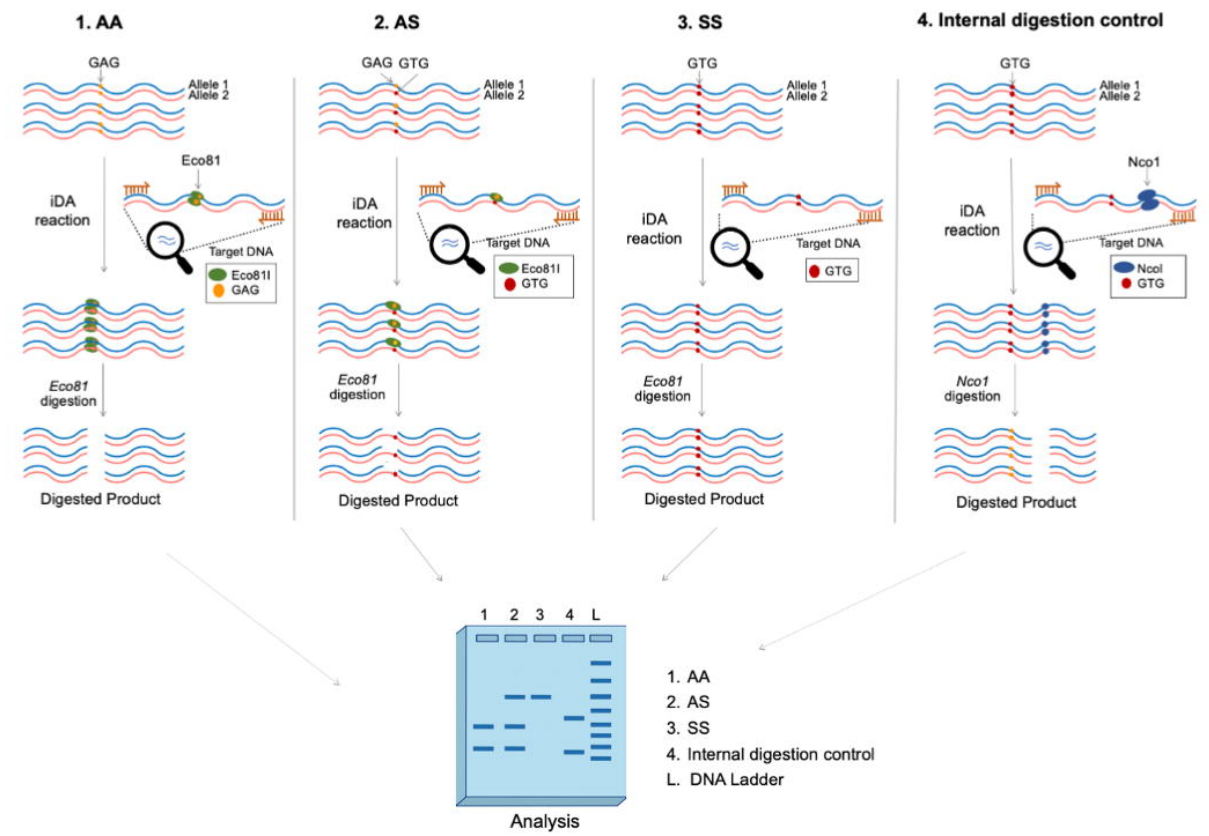 1. AA
GAG
Allele 1
Allele 2
Eco81
iDA
reaction
Target DNA
Eco81I
GAG
Eco81
digestion
Digested Product
2. AS
GAG GTG
Allele 1
Allele 2
iDA
reaction
Target DNA
Eco81I
GTG
Eco81
digestion
Digested Product
3. SS
GTG
Allele 1
Allele 2
iDA
reaction
Target DNA
GTG
Eco81
digestion
Digested Product
4. Internal digestion control
GTG
Allele 1
Allele 2
Nco1
iDA
reaction
Target DNA
NcoI
GTG
Nco1
digestion
Digested Product
1 2 3 4 L
1. AA
2. AS
3. SS
4. Internal digestion control
L. DNA Ladder
Analysis